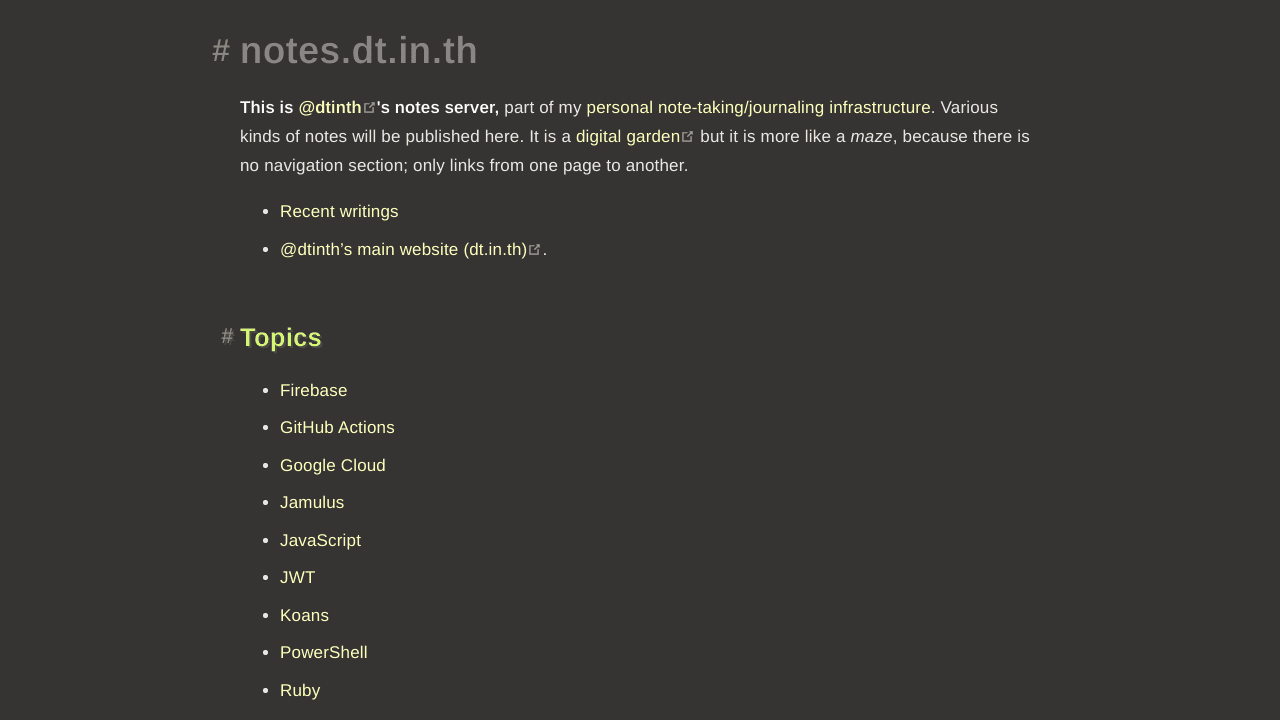 # notes.dt.in.th
This is @dtinth's notes server, part of my personal note-taking/journaling infrastructure. Various
kinds of notes will be published here. It is a digital garden but it is more like a maze, because there is
no navigation section; only links from one page to another.
• Recent writings
• @dtinth’s main website (dt.in.th).
# Topics
• Firebase
• GitHub Actions
• Google Cloud
• Jamulus
• JavaScript
• JWT
• Koans
• PowerShell
• Ruby